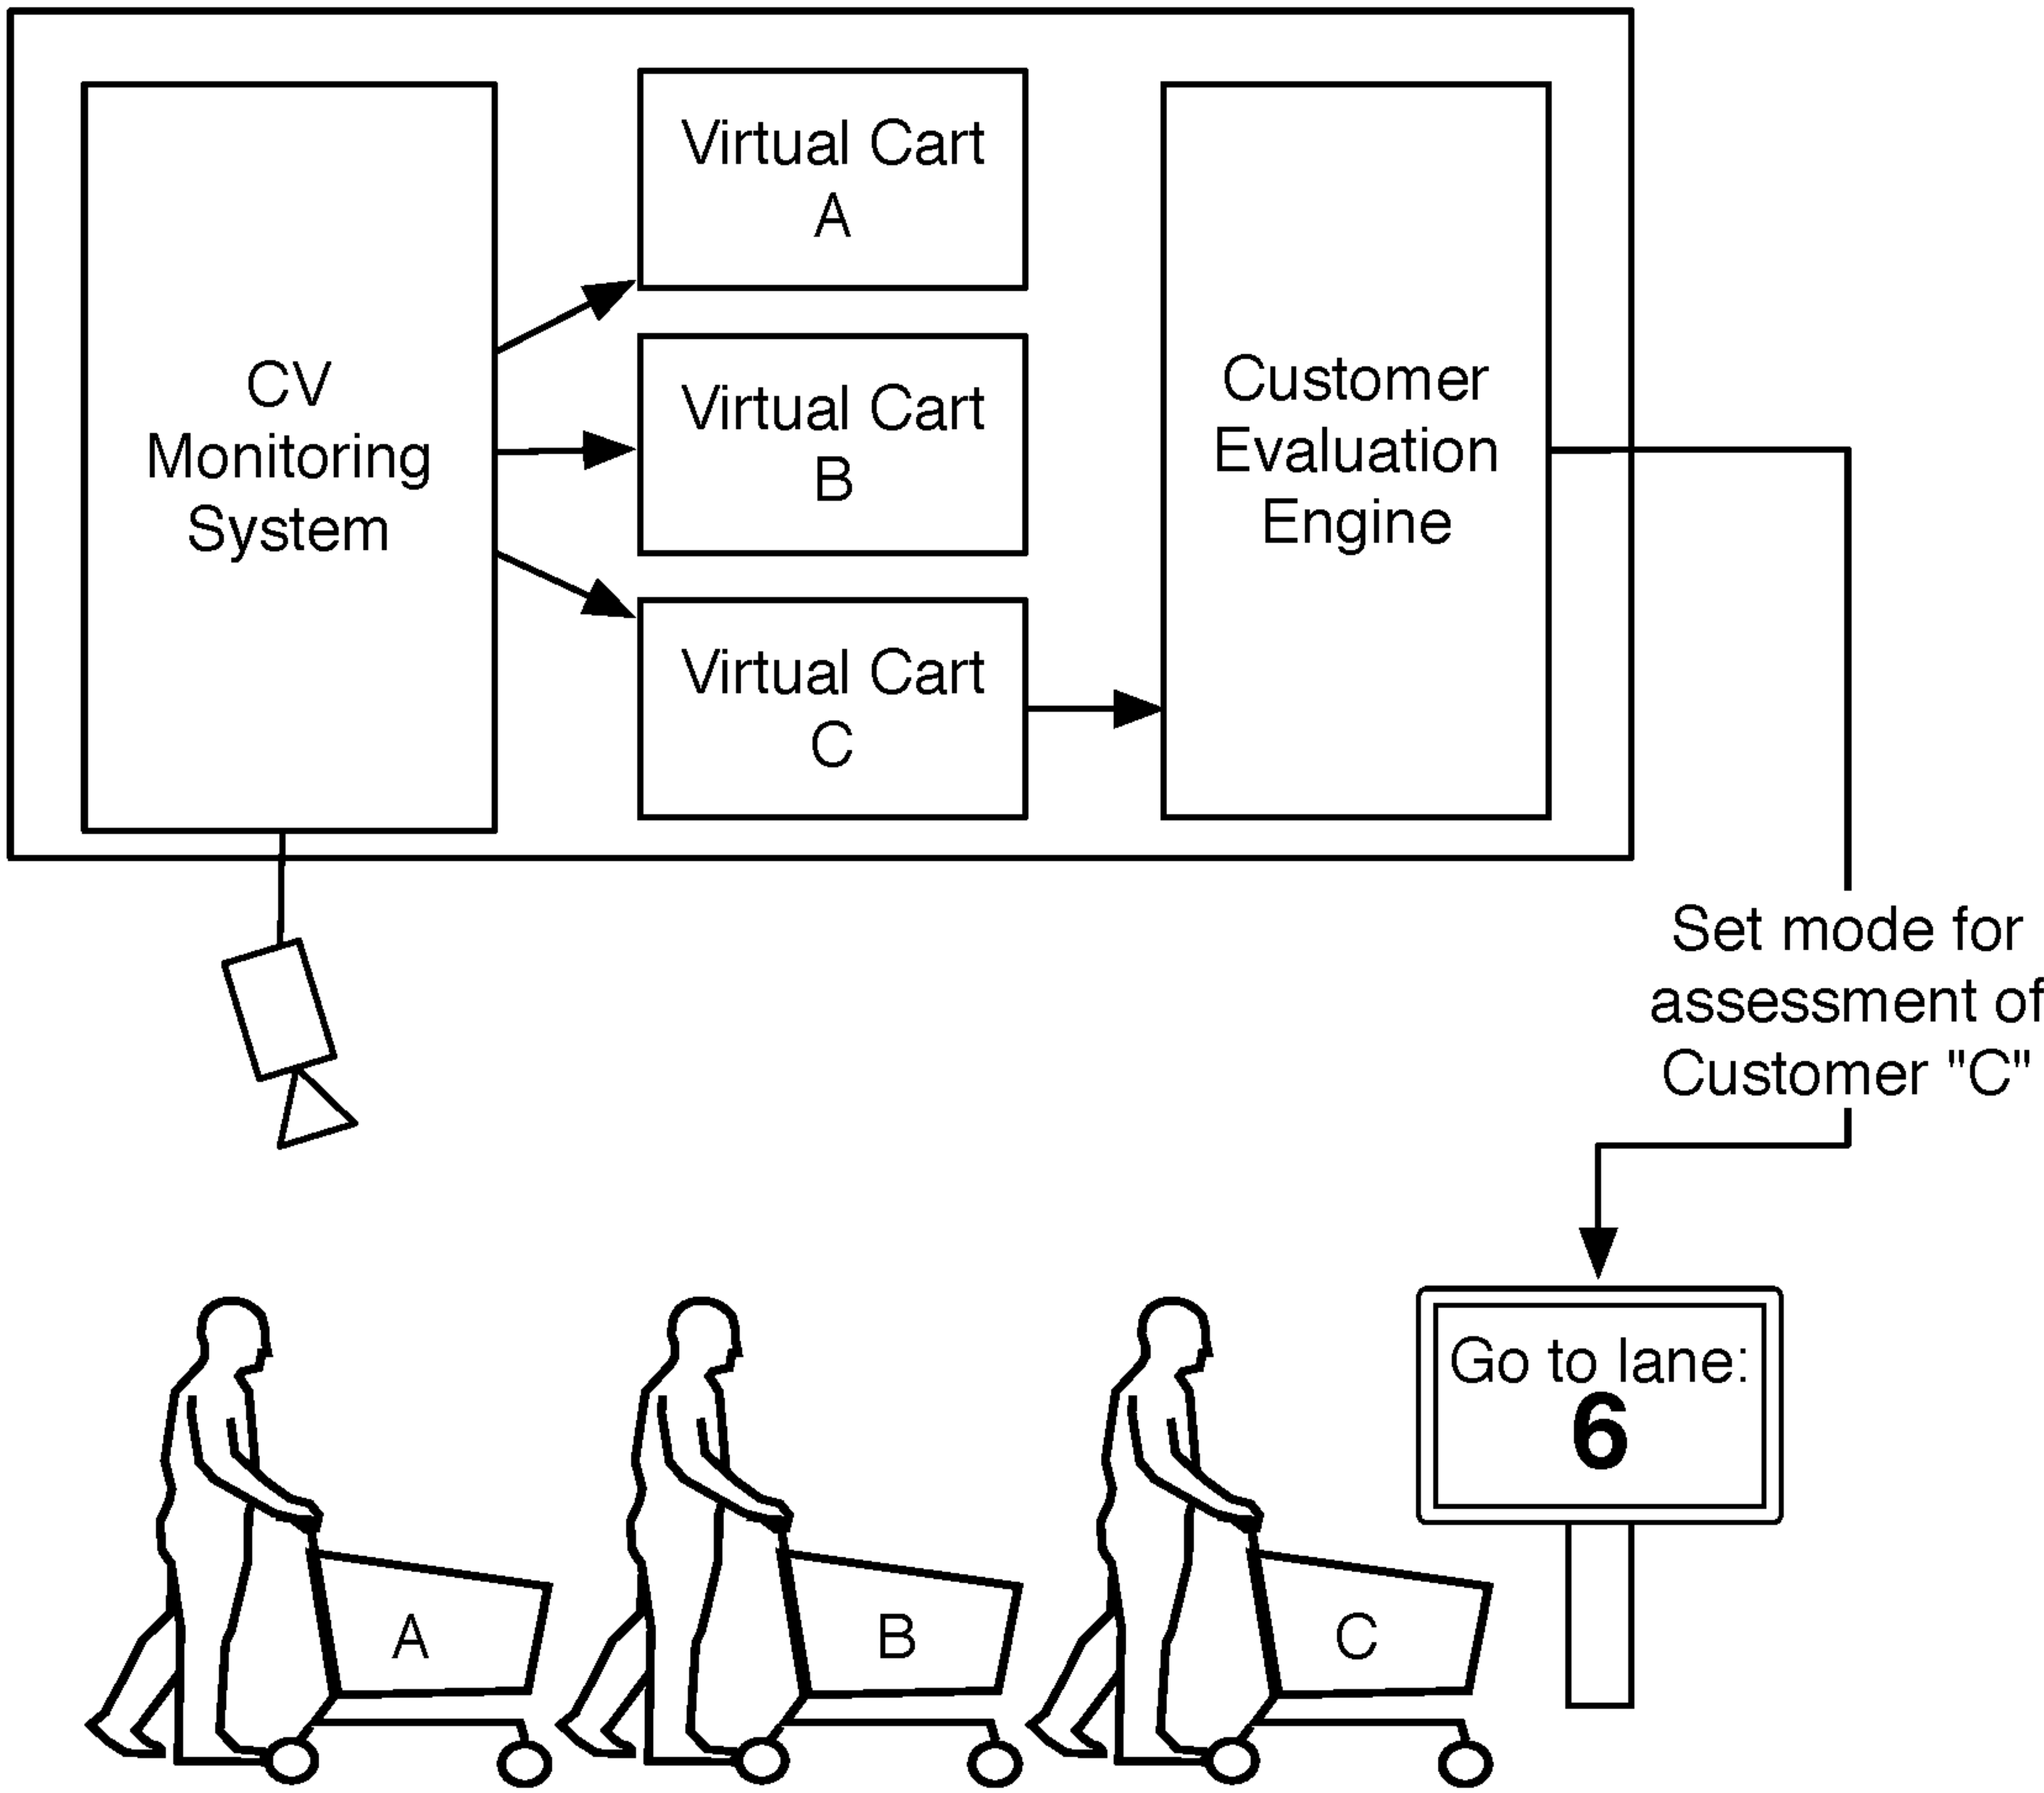 Virtual Cart
A
CV
Monitoring
System
Virtual Cart
B
Customer
Evaluation
Engine
Virtual Cart
C
Set mode for
assessment of
Customer "C"
Go to lane:
6
A
B
C